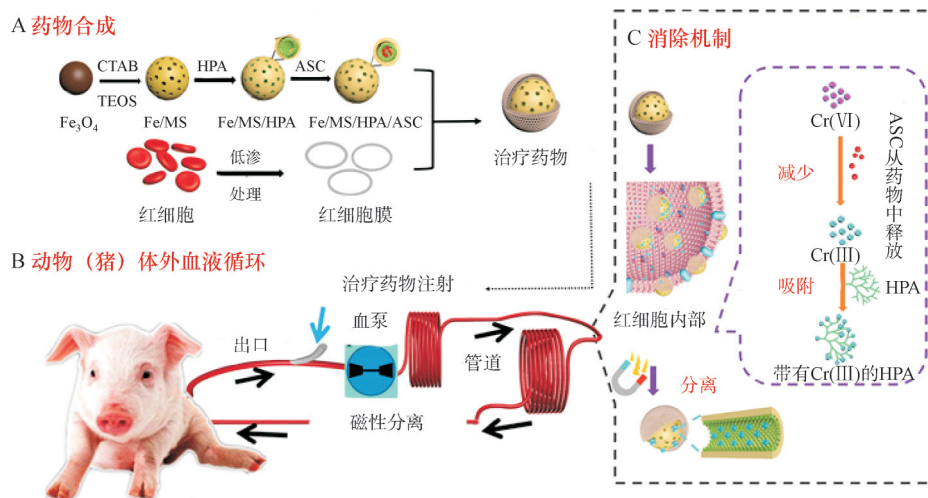 A 药物合成
CTAB
TEOS
HPA
ASC
Fe₃O₄
Fe/MS
Fe/MS/HPA
Fe/MS/HPA/ASC
低渗
处理
红细胞
红细胞膜
治疗药物
B 动物（猪）体外血液循环
治疗药物注射
血泵
出口
管道
磁性分离
C 消除机制
红细胞内部
分离
Cr(VI)
减少
ASC从药物中释放
Cr(III)
吸附
HPA
带有Cr(III)的HPA